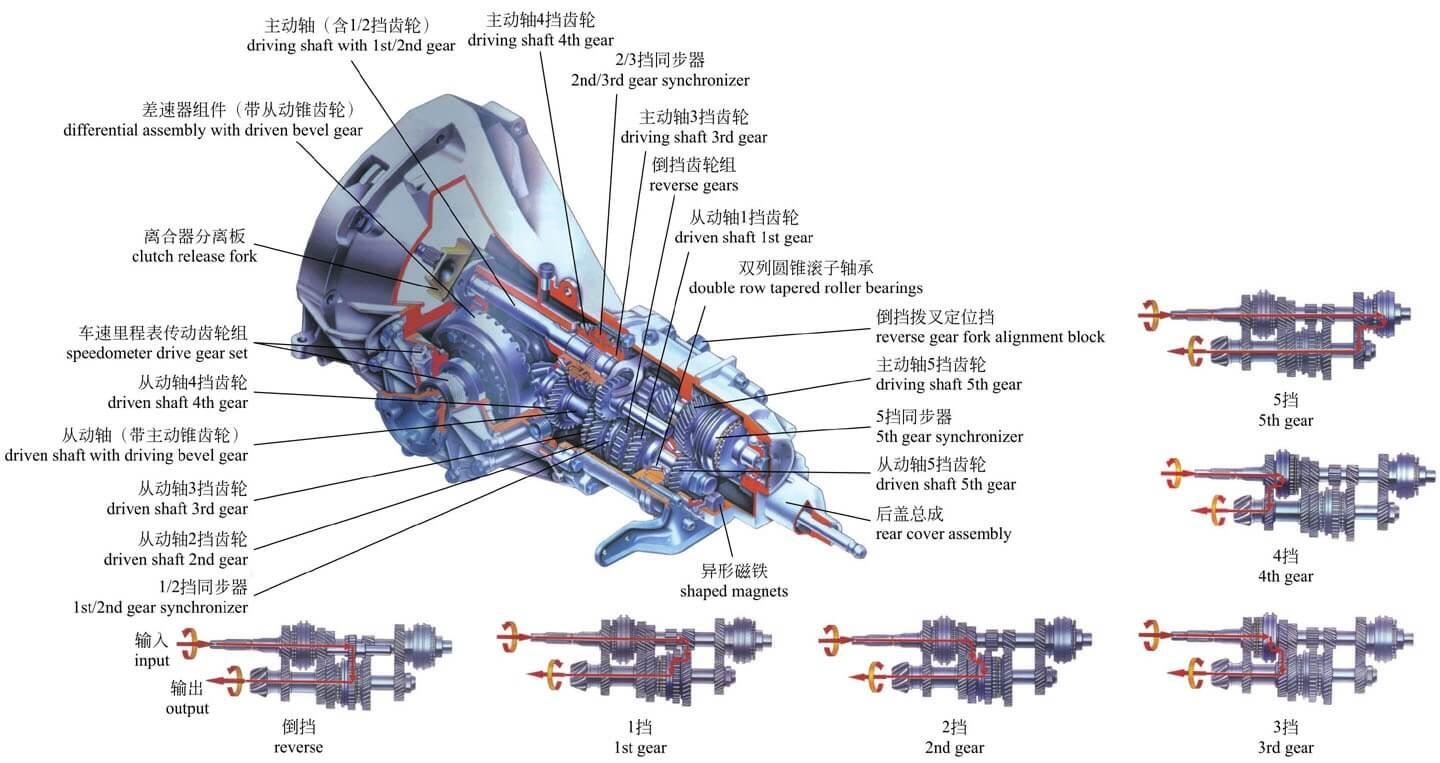 主动轴（含1/2挡齿轮）
driving shaft with 1st/2nd gear
主动轴4挡齿轮
driving shaft 4th gear
2/3挡同步器
2nd/3rd gear synchronizer
差速器组件（带从动锥齿轮）
differential assembly with driven bevel gear
主动轴3挡齿轮
driving shaft 3rd gear
倒挡齿轮组
reverse gears
从动轴1挡齿轮
driven shaft 1st gear
离合器分离板
clutch release fork
双列圆锥滚子轴承
double row tapered roller bearings
倒挡拨叉定位挡
reverse gear fork alignment block
车速里程表传动齿轮组
speedometer drive gear set
主动轴5挡齿轮
driving shaft 5th gear
从动轴4挡齿轮
driven shaft 4th gear
5挡同步器
5th gear synchronizer
从动轴（带主动锥齿轮）
driven shaft with driving bevel gear
从动轴5挡齿轮
driven shaft 5th gear
从动轴3挡齿轮
driven shaft 3rd gear
后盖总成
rear cover assembly
从动轴2挡齿轮
driven shaft 2nd gear
异形磁铁
shaped magnets
1/2挡同步器
1st/2nd gear synchronizer
5挡
5th gear
4挡
4th gear
输入
input
输出
output
倒挡
reverse
1挡
1st gear
2挡
2nd gear
3挡
3rd gear